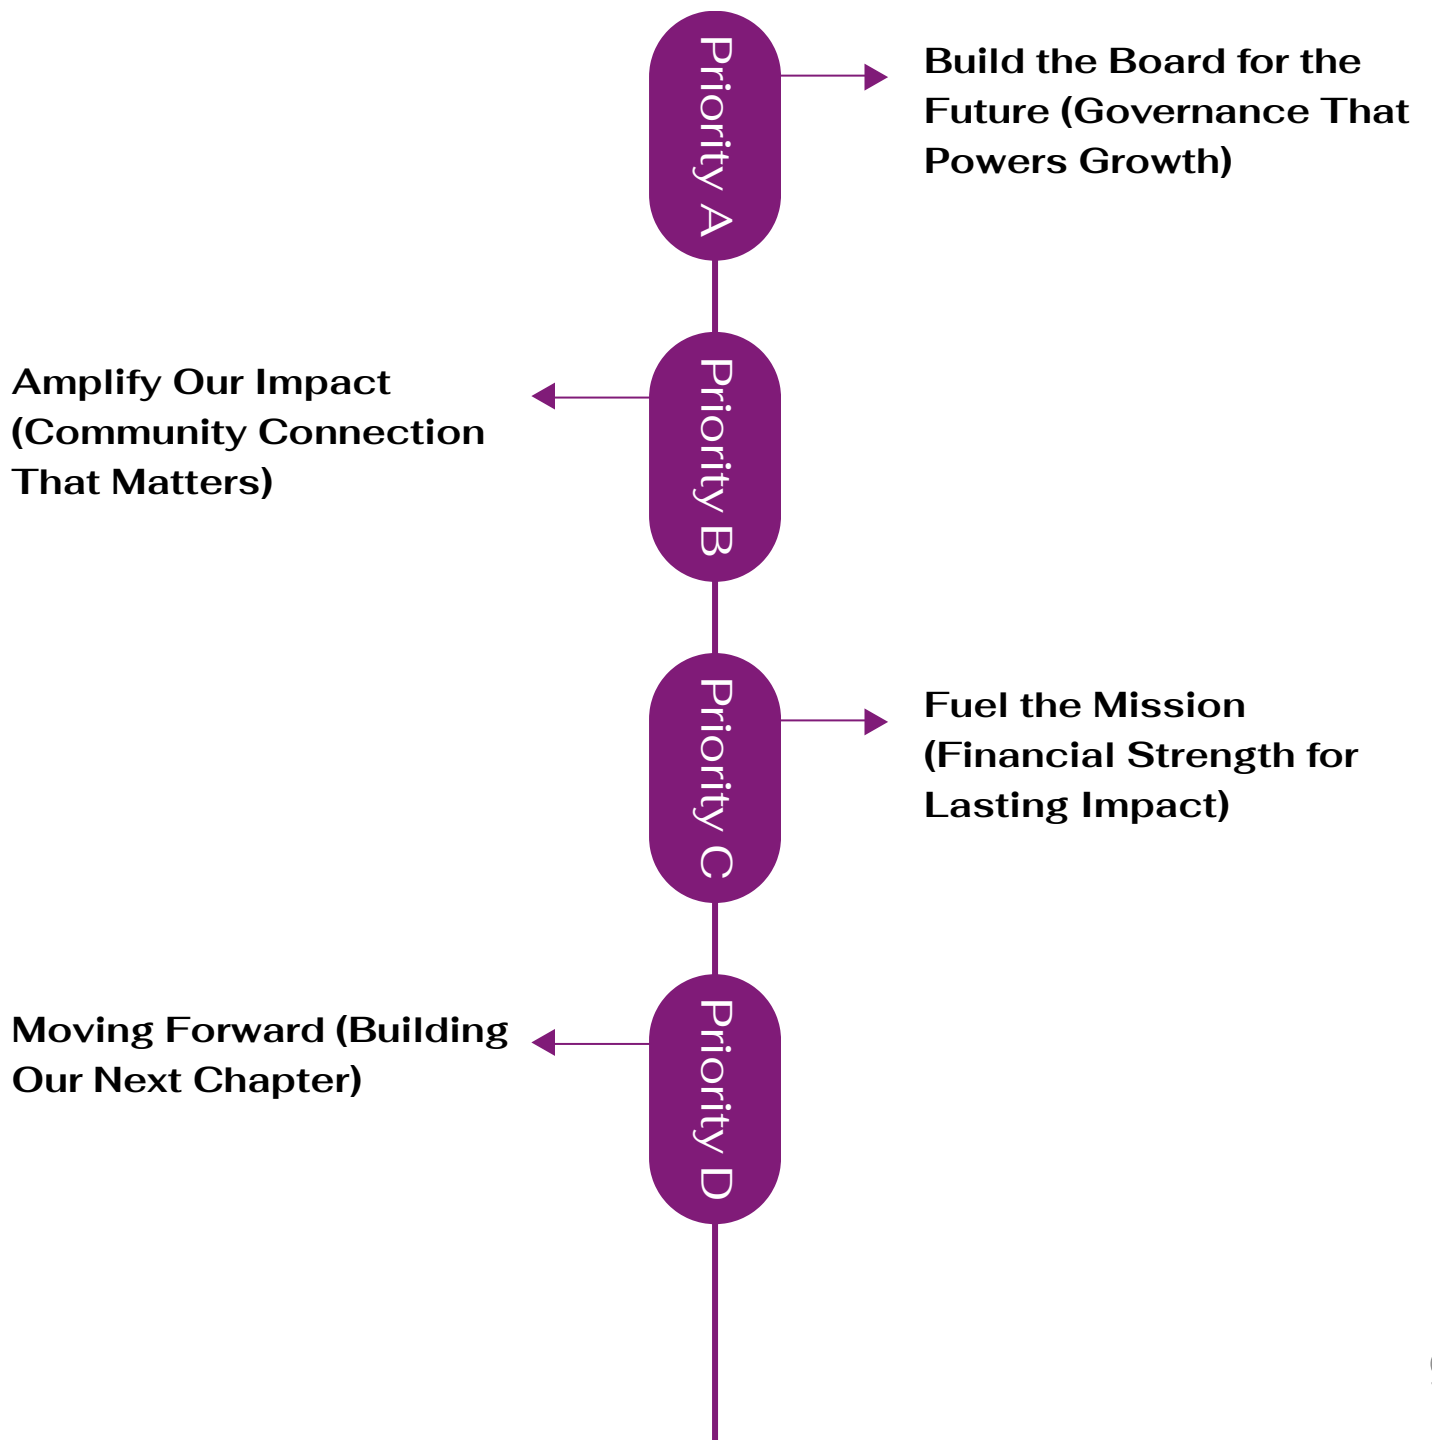 Priority A
Build the Board for the
Future (Governance That
Powers Growth)
Priority B
Amplify Our Impact
(Community Connection
That Matters)
Priority C
Fuel the Mission
(Financial Strength for
Lasting Impact)
Priority D
Moving Forward (Building
Our Next Chapter)